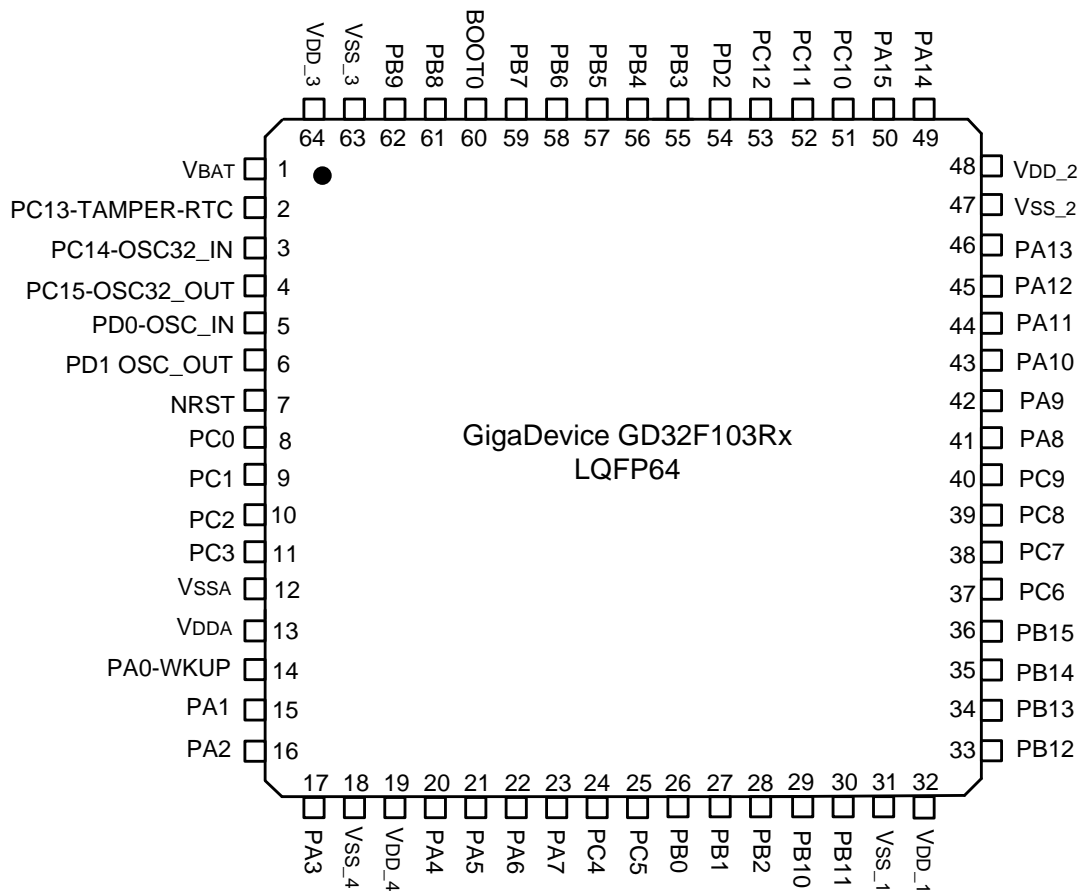 VDD_3
VSS_3
PB9
PB8
BOOT0
PB7
PB6
PB5
PB4
PB3
PD2
PC12
PC11
PC10
PA15
PA14
64 63 62 61 60 59 58 57 56 55 54 53 52 51 50 49
VBAT 1
PC13-TAMPER-RTC 2
PC14-OSC32_IN 3
PC15-OSC32_OUT 4
PD0-OSC_IN 5
PD1 OSC_OUT 6
NRST 7
PC0 8
PC1 9
PC2 10
PC3 11
VSSA 12
VDDA 13
PA0-WKUP 14
PA1 15
PA2 16
GigaDevice GD32F103Rx
LQFP64
48 VDD_2
47 VSS_2
46 PA13
45 PA12
44 PA11
43 PA10
42 PA9
41 PA8
40 PC9
39 PC8
38 PC7
37 PC6
36 PB15
35 PB14
34 PB13
33 PB12
17 18 19 20 21 22 23 24 25 26 27 28 29 30 31 32
PA3
VSS_4
VDD_4
PA4
PA5
PA6
PA7
PC4
PC5
PB0
PB1
PB2
PB10
PB11
VSS_1
VDD_1